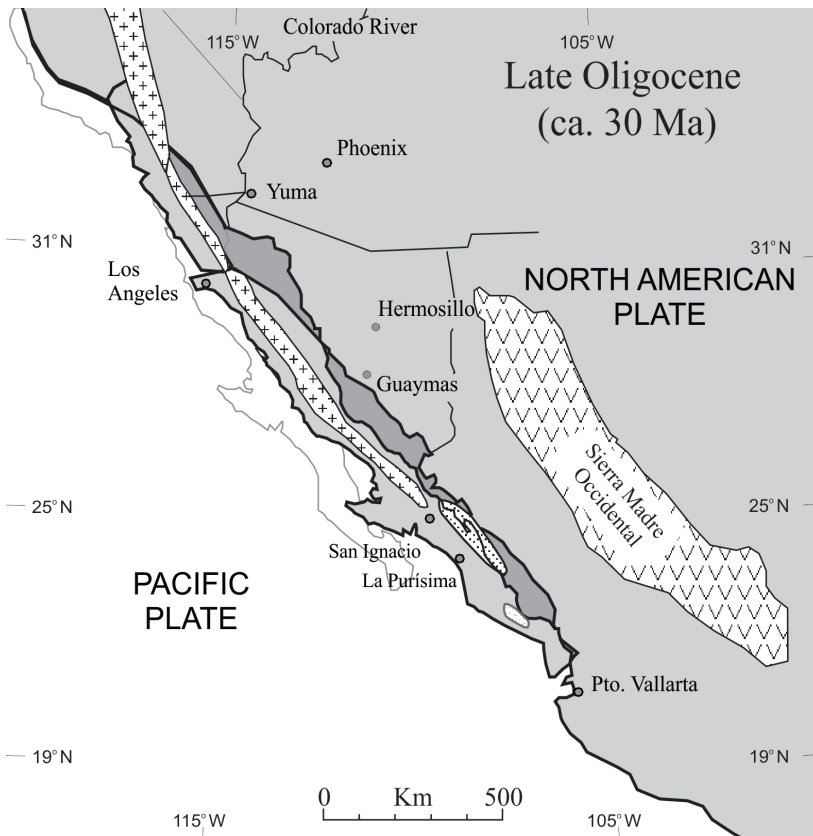 Colorado River
115°W
105°W
Late Oligocene
(ca. 30 Ma)
Phoenix
Yuma
31°N
31°N
Los
Angeles
NORTH AMERICAN
PLATE
Hermosillo
Guaymas
Sierra Madre
Occidental
25°N
25°N
San Ignacio
La Purísima
PACIFIC
PLATE
Pto. Vallarta
19°N
19°N
0 Km 500
115°W
105°W